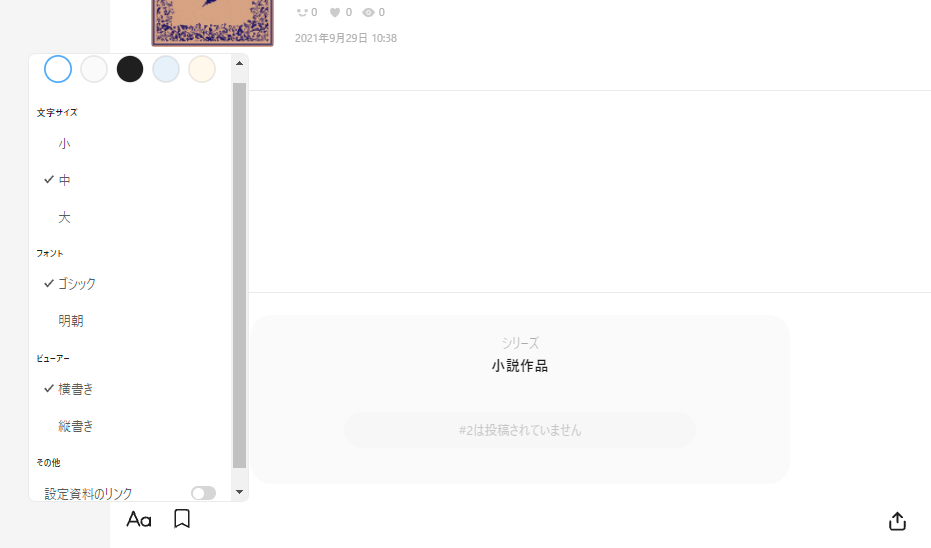 0 0 0
2021年9月29日 10:38
文字サイズ
小
中
大
フォント
ゴシック
明朝
ビューアー
横書き
縦書き
その他
設定資料のリンク
シリーズ
小説作品
#2は投稿されていません
Aa